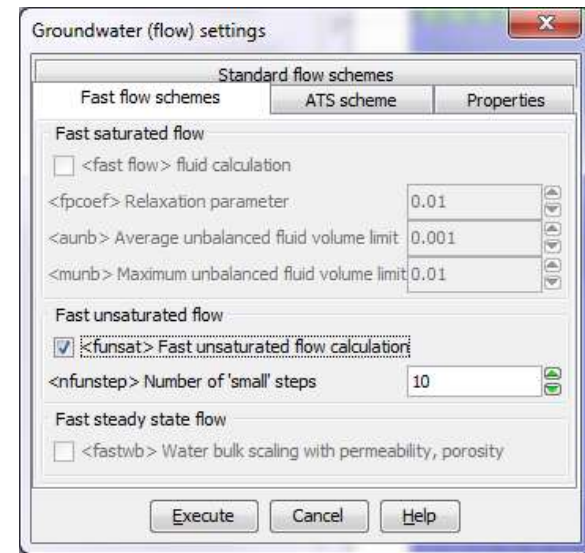 Groundwater (flow) settings
Standard flow schemes
Fast flow schemes
ATS scheme
Properties
Fast saturated flow
<fast flow> fluid calculation
<fpcoef> Relaxation parameter 0.01
<aunb> Average unbalanced fluid volume limit 0.001
<munb> Maximum unbalanced fluid volume limit 0.01
Fast unsaturated flow
<funsat> Fast unsaturated flow calculation
<nfunstep> Number of 'small' steps 10
Fast steady state flow
<fastwb> Water bulk scaling with permeability, porosity
Execute
Cancel
Help